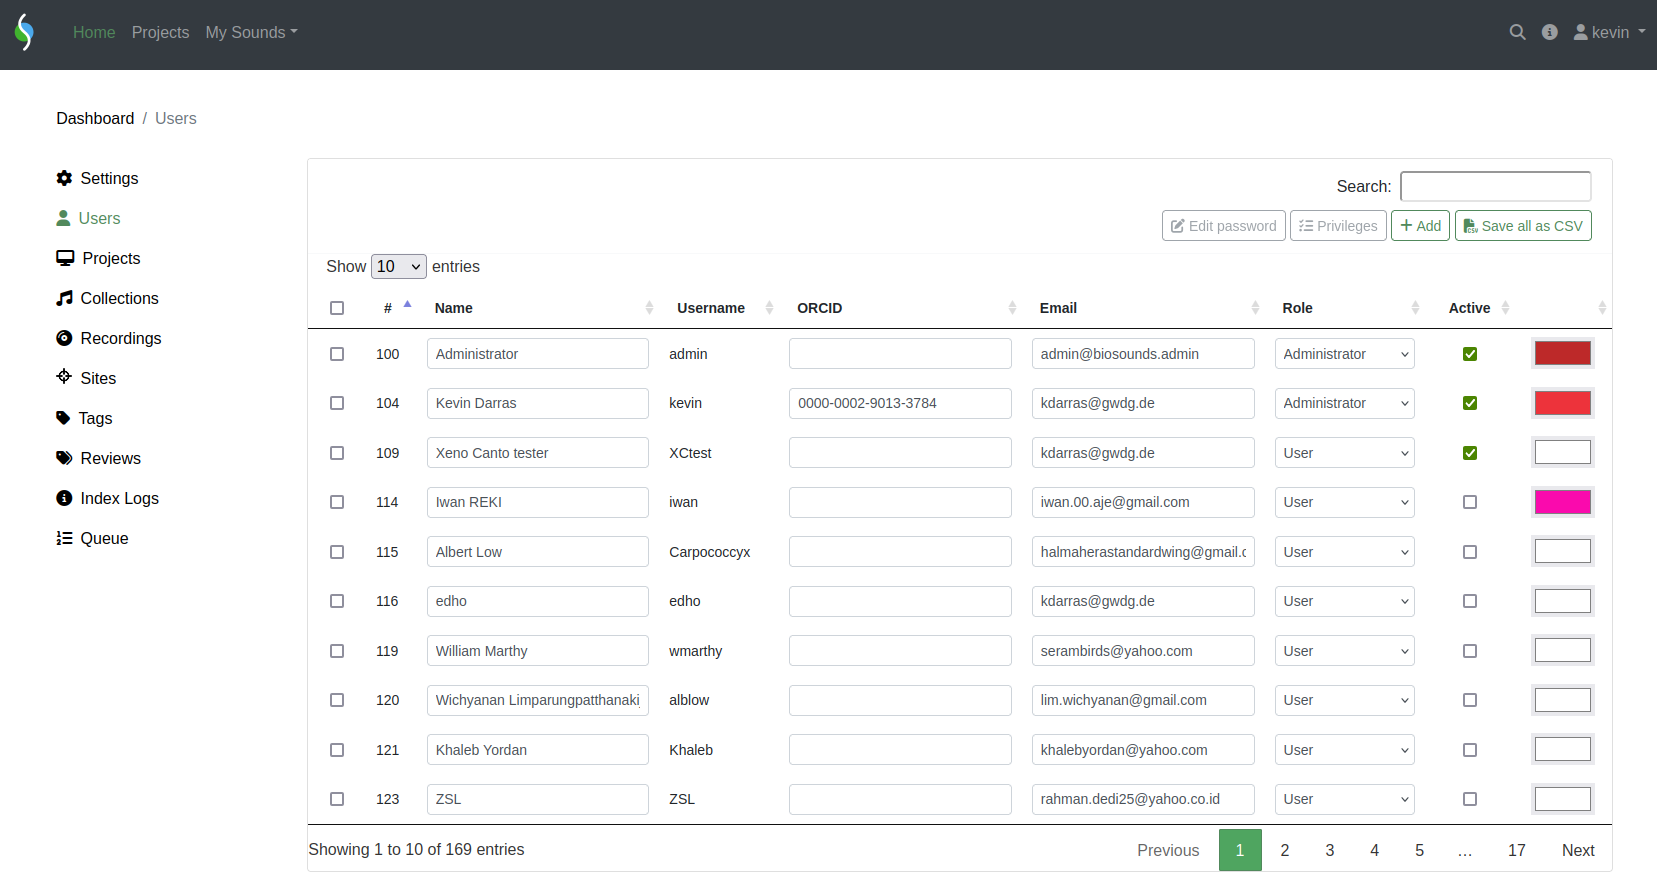 Home Projects My Sounds kevin
Dashboard / Users
Settings
Users
Projects
Collections
Recordings
Sites
Tags
Reviews
Index Logs
Queue
Search:
Edit password Privileges Add Save all as CSV
Show 10 entries
# Name Username ORCID Email Role Active
100 Administrator admin admin@biosounds.admin Administrator
104 Kevin Darras kevin 0000-0002-9013-3784 kdarras@gwdg.de Administrator
109 Xeno Canto tester XCtest kdarras@gwdg.de User
114 Iwan REKI iwan iwan.00.aje@gmail.com User
115 Albert Low Carpococcyx halmaherastandardwing@gmail.c User
116 edho edho kdarras@gwdg.de User
119 William Marthy wmarthy serambirds@yahoo.com User
120 Wichyanan Limparungpatthanaki alblow lim.wichyanan@gmail.com User
121 Khaleb Yordan Khaleb khalebyordan@yahoo.com User
123 ZSL ZSL rahman.dedi25@yahoo.co.id User
Showing 1 to 10 of 169 entries Previous 1 2 3 4 5 … 17 Next